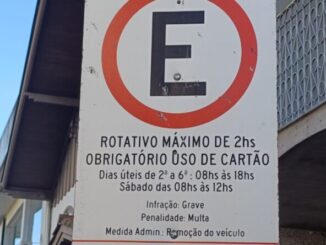 E
ROTATIVO MÁXIMO DE 2hs
OBRIGATÓRIO USO DE CARTÃO
Dias úteis de 2ª a 6ª : 08hs às 18hs
Sábado das 08hs às 12hs
Infração: Grave
Penalidade: Multa
Medida Admin.: Remoção do veículo